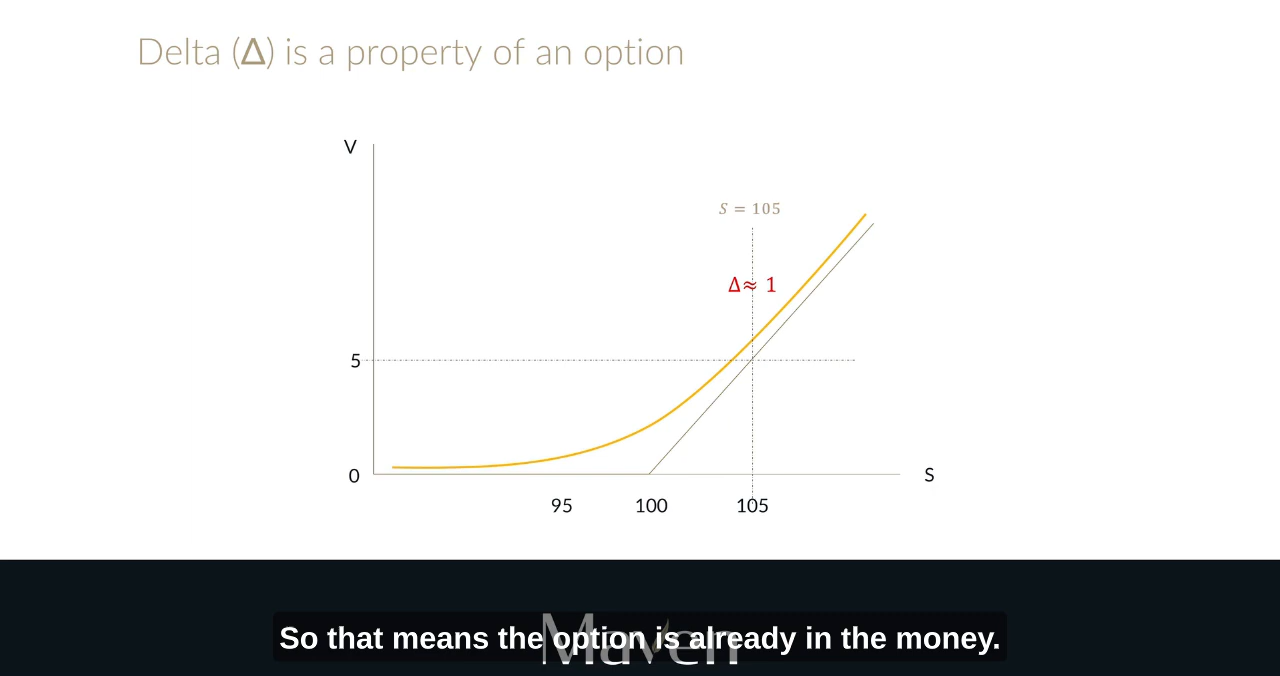 Delta (Δ) is a property of an option
V
S = 105
Δ≈ 1
5
0
S
95
100
105
Maven
So that means the option is already in the money.